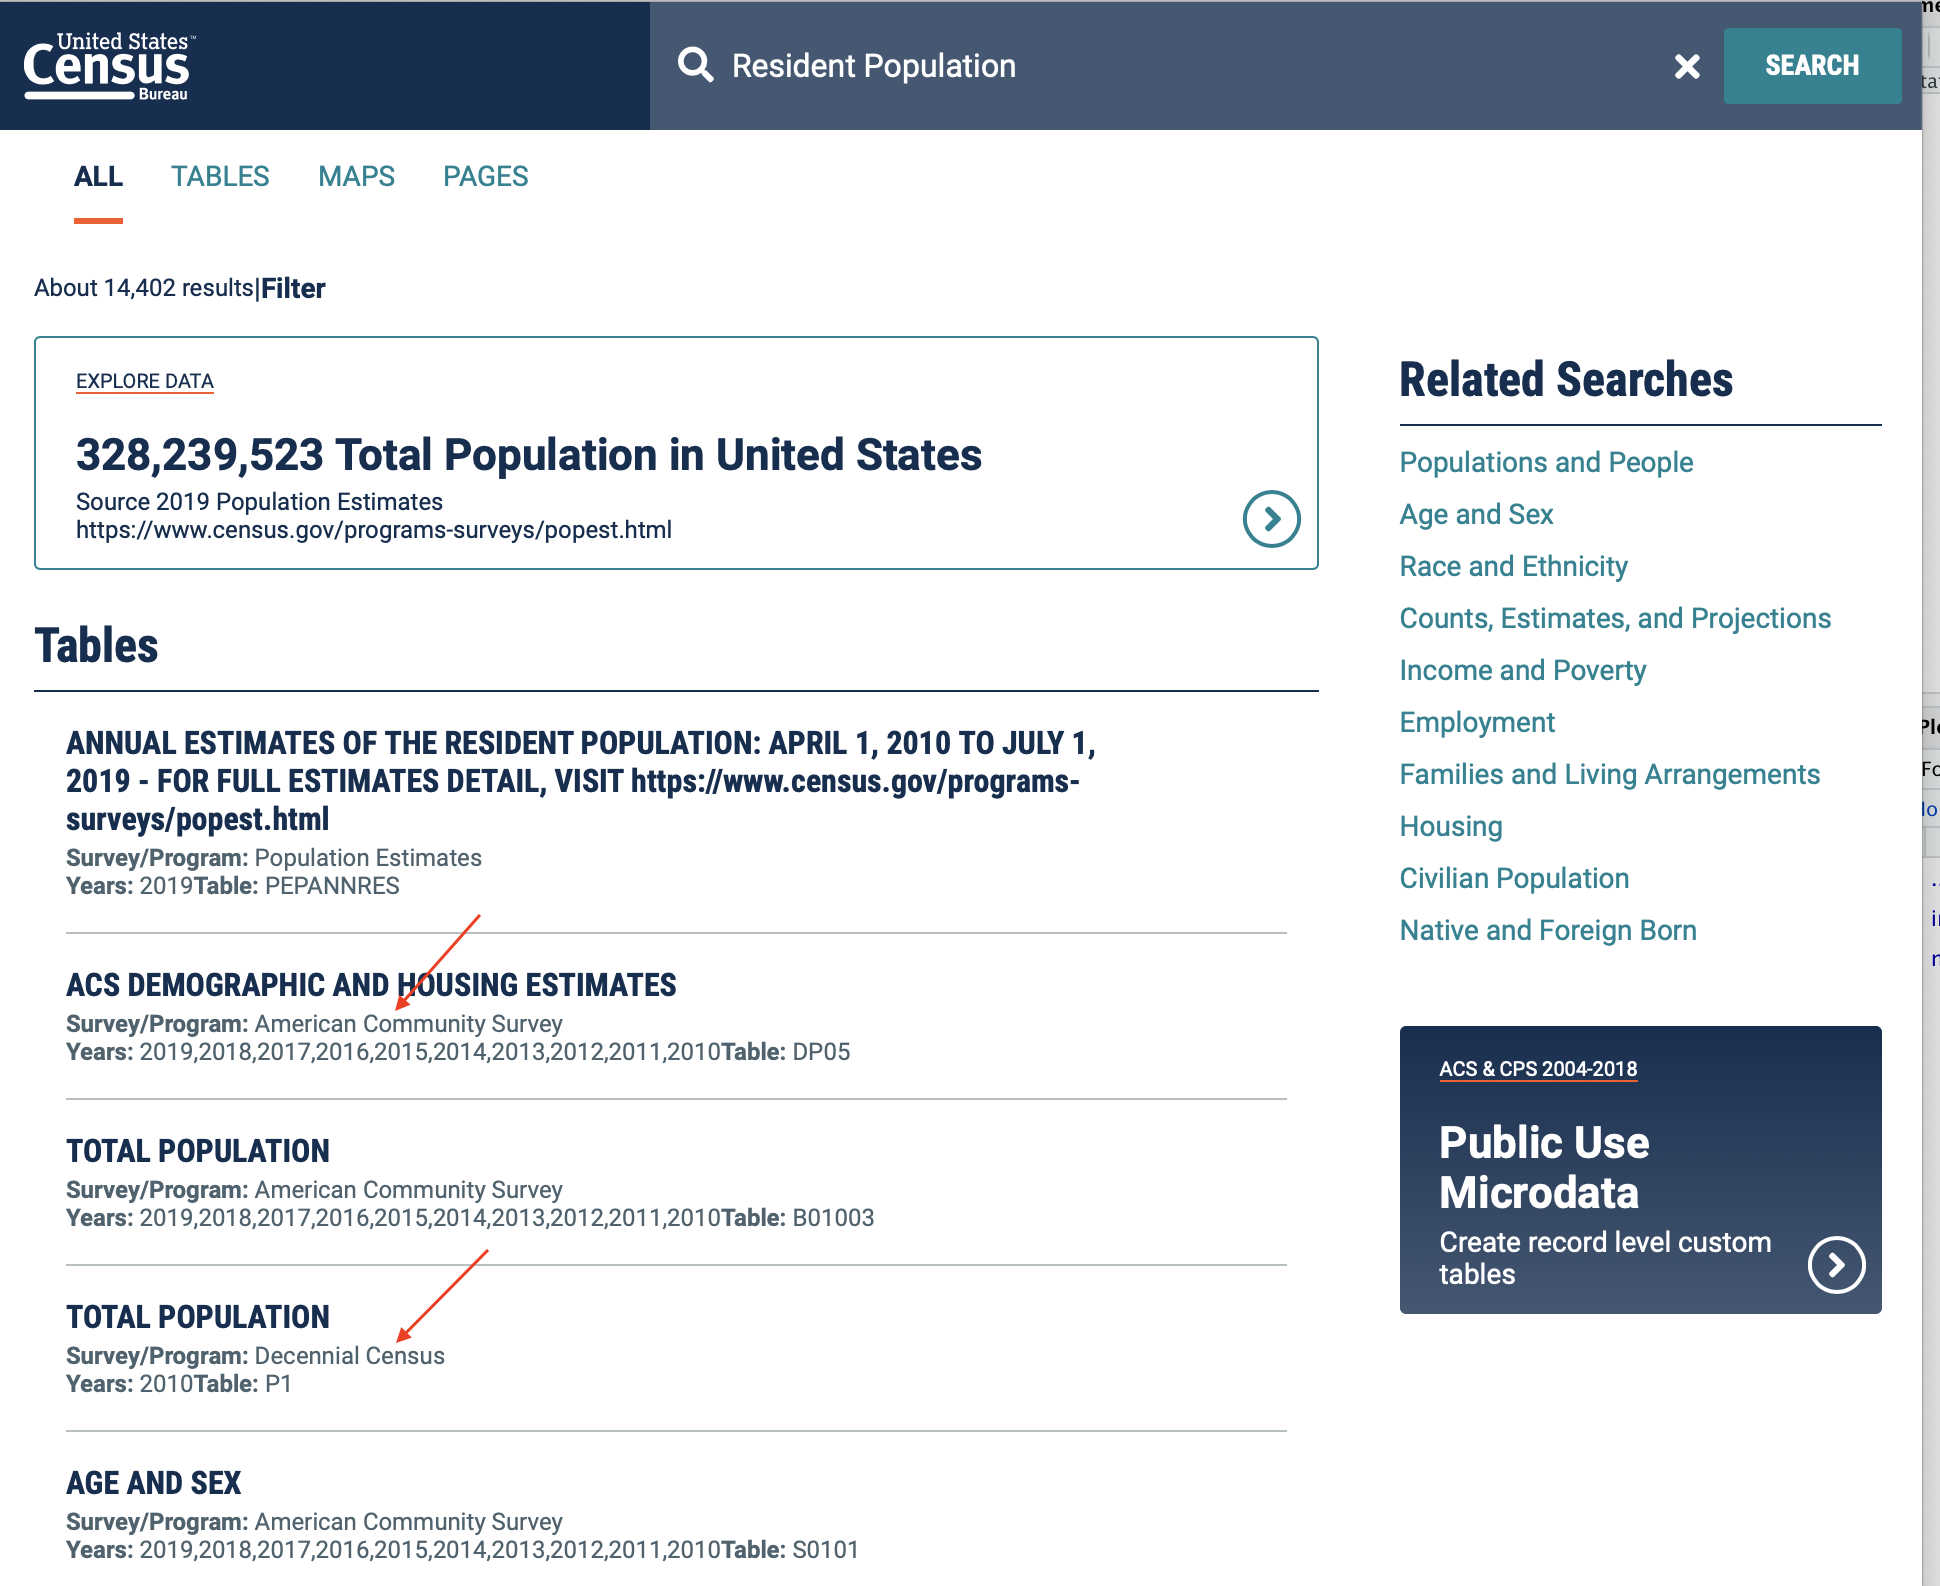 United States™
Census
Bureau
Resident Population
SEARCH
ALL TABLES MAPS PAGES
About 14,402 results|Filter
EXPLORE DATA
328,239,523 Total Population in United States
Source 2019 Population Estimates
https://www.census.gov/programs-surveys/popest.html
Tables
ANNUAL ESTIMATES OF THE RESIDENT POPULATION: APRIL 1, 2010 TO JULY 1,
2019 - FOR FULL ESTIMATES DETAIL, VISIT https://www.census.gov/programs-
surveys/popest.html
Survey/Program: Population Estimates
Years: 2019Table: PEPANNRES
ACS DEMOGRAPHIC AND HOUSING ESTIMATES
Survey/Program: American Community Survey
Years: 2019,2018,2017,2016,2015,2014,2013,2012,2011,2010Table: DP05
TOTAL POPULATION
Survey/Program: American Community Survey
Years: 2019,2018,2017,2016,2015,2014,2013,2012,2011,2010Table: B01003
TOTAL POPULATION
Survey/Program: Decennial Census
Years: 2010Table: P1
AGE AND SEX
Survey/Program: American Community Survey
Years: 2019,2018,2017,2016,2015,2014,2013,2012,2011,2010Table: S0101
Related Searches
Populations and People
Age and Sex
Race and Ethnicity
Counts, Estimates, and Projections
Income and Poverty
Employment
Families and Living Arrangements
Housing
Civilian Population
Native and Foreign Born
ACS & CPS 2004-2018
Public Use
Microdata
Create record level custom
tables